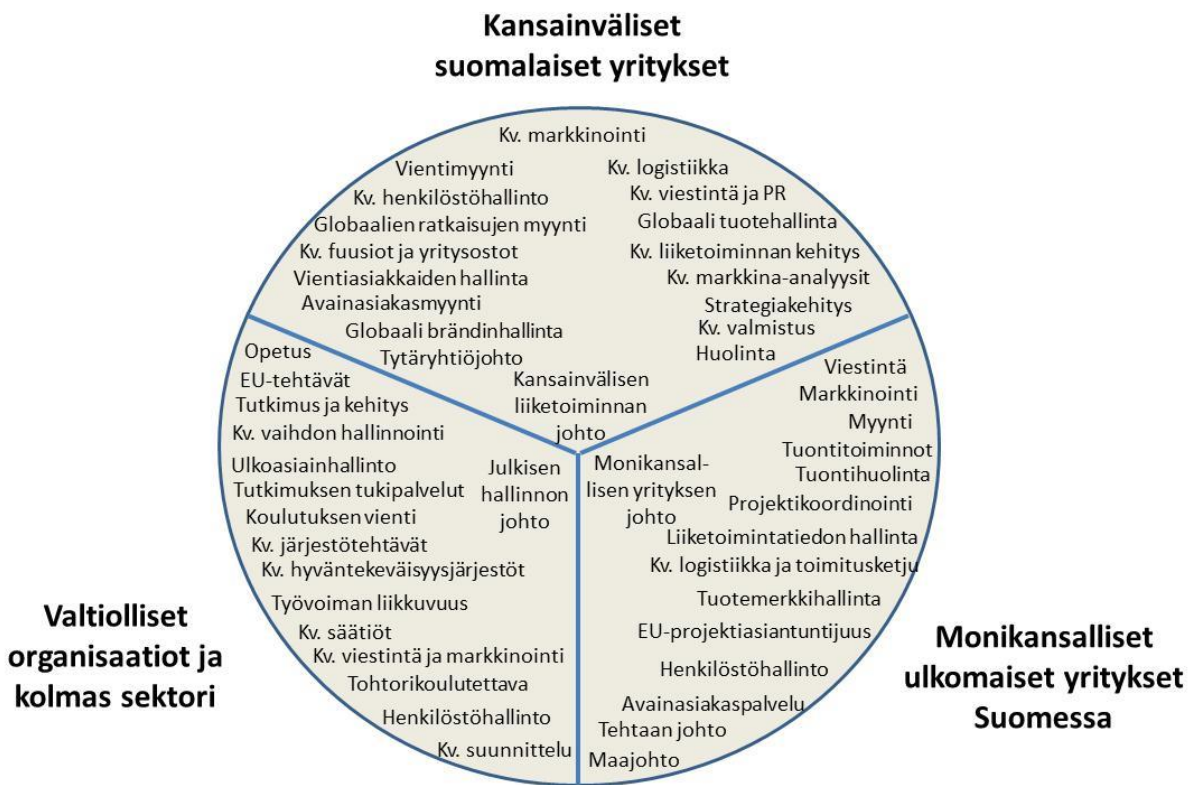 Kansainväliset
suomalaiset yritykset
Kv. markkinointi
Vientimyynti
Kv. henkilöstöhallinto
Globaalien ratkaisujen myynti
Kv. fuusiot ja yritysostot
Vientiasiakkaiden hallinta
Avainasiakasmyynti
Globaali brändinhallinta
Tytäryhtiöjohto
Kv. logistiikka
Kv. viestintä ja PR
Globaali tuotehallinta
Kv. liiketoiminnan kehitys
Kv. markkina-analyysit
Strategiakehitys
Kv. valmistus
Huolinta
Kansainvälisen
liiketoiminnan
johto
Opetus
EU-tehtävät
Tutkimus ja kehitys
Kv. vaihdon hallinnointi
Ulkoasiainhallinto
Tutkimuksen tukipalvelut
Koulutuksen vienti
Kv. järjestötehtävät
Kv. hyväntekeväisyysjärjestöt
Työvoiman liikkuvuus
Kv. säätiöt
Kv. viestintä ja markkinointi
Tohtorikoulutettava
Henkilöstöhallinto
Kv. suunnittelu
Julkisen
hallinnon
johto
Valtiolliset
organisaatiot ja
kolmas sektori
Monikansal-
lisen yrityksen
johto
Viestintä
Markkinointi
Myynti
Tuontitoiminnot
Tuontihuolinta
Projektikoordinointi
Liiketoimintatiedon hallinta
Kv. logistiikka ja toimitusketju
Tuotemerkkihallinta
EU-projektiasiantuntijuus
Henkilöstöhallinto
Avainasiakaspalvelu
Tehtaan johto
Maajohto
Monikansalliset
ulkomaiset yritykset
Suomessa